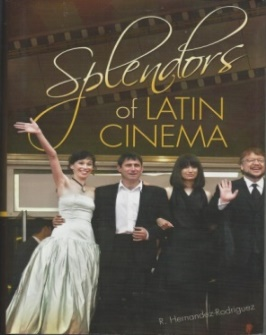 Splendors
of LATIN
CINEMA
R. Hernandez-Rodriguez